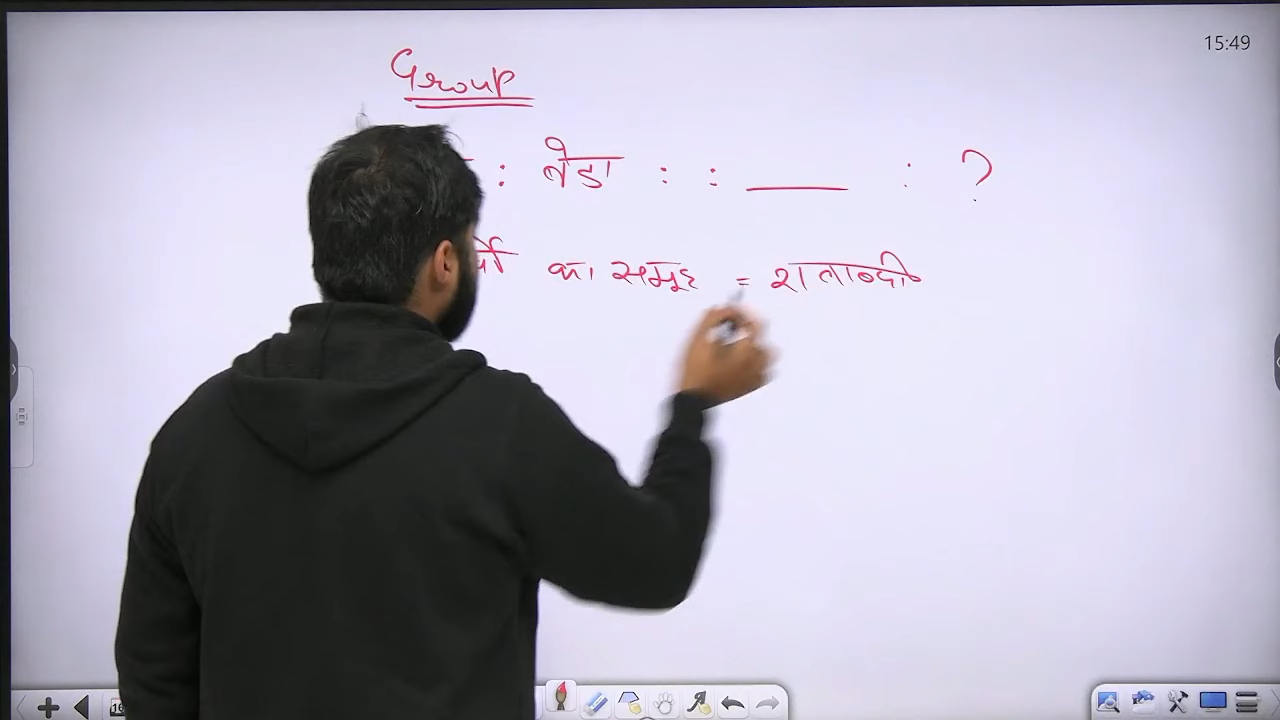 15:49
Group
: बेडा : : ____ : ?
का समूह = शताब्दी